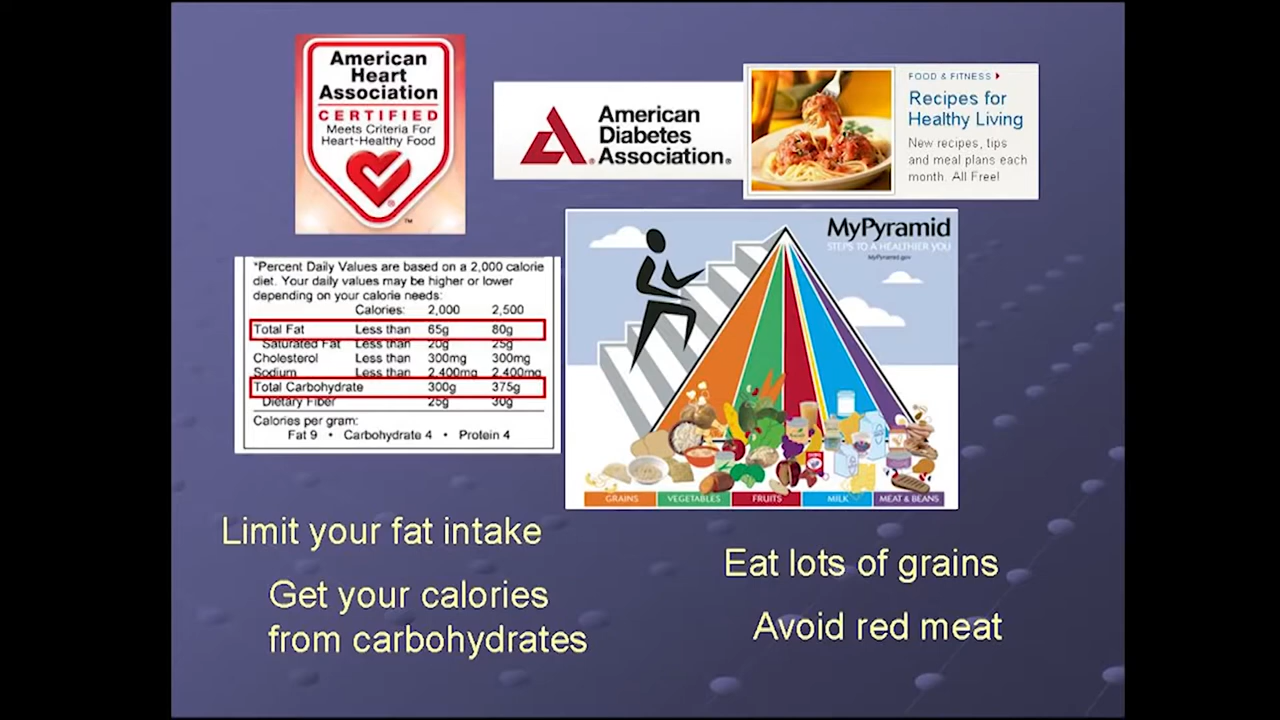 American
Heart
Association
CERTIFIED
Meets Criteria For
Heart-Healthy Food
®
™
American
Diabetes
Association®
FOOD & FITNESS
Recipes for
Healthy Living
New recipes, tips
and meal plans each
month. All Free!
*Percent Daily Values are based on a 2,000 calorie
diet. Your daily values may be higher or lower
depending on your calorie needs:
Calories: 2,000 2,500
Total Fat Less than 65g 80g
Saturated Fat Less than 20g 25g
Cholesterol Less than 300mg 300mg
Sodium Less than 2,400mg 2,400mg
Total Carbohydrate 300g 375g
Dietary Fiber 25g 30g
Calories per gram:
Fat 9 • Carbohydrate 4 • Protein 4
MyPyramid
STEPS TO A HEALTHIER YOU
MyPyramid.gov
GRAINS VEGETABLES FRUITS MILK MEAT & BEANS
Limit your fat intake
Get your calories
from carbohydrates
Eat lots of grains
Avoid red meat